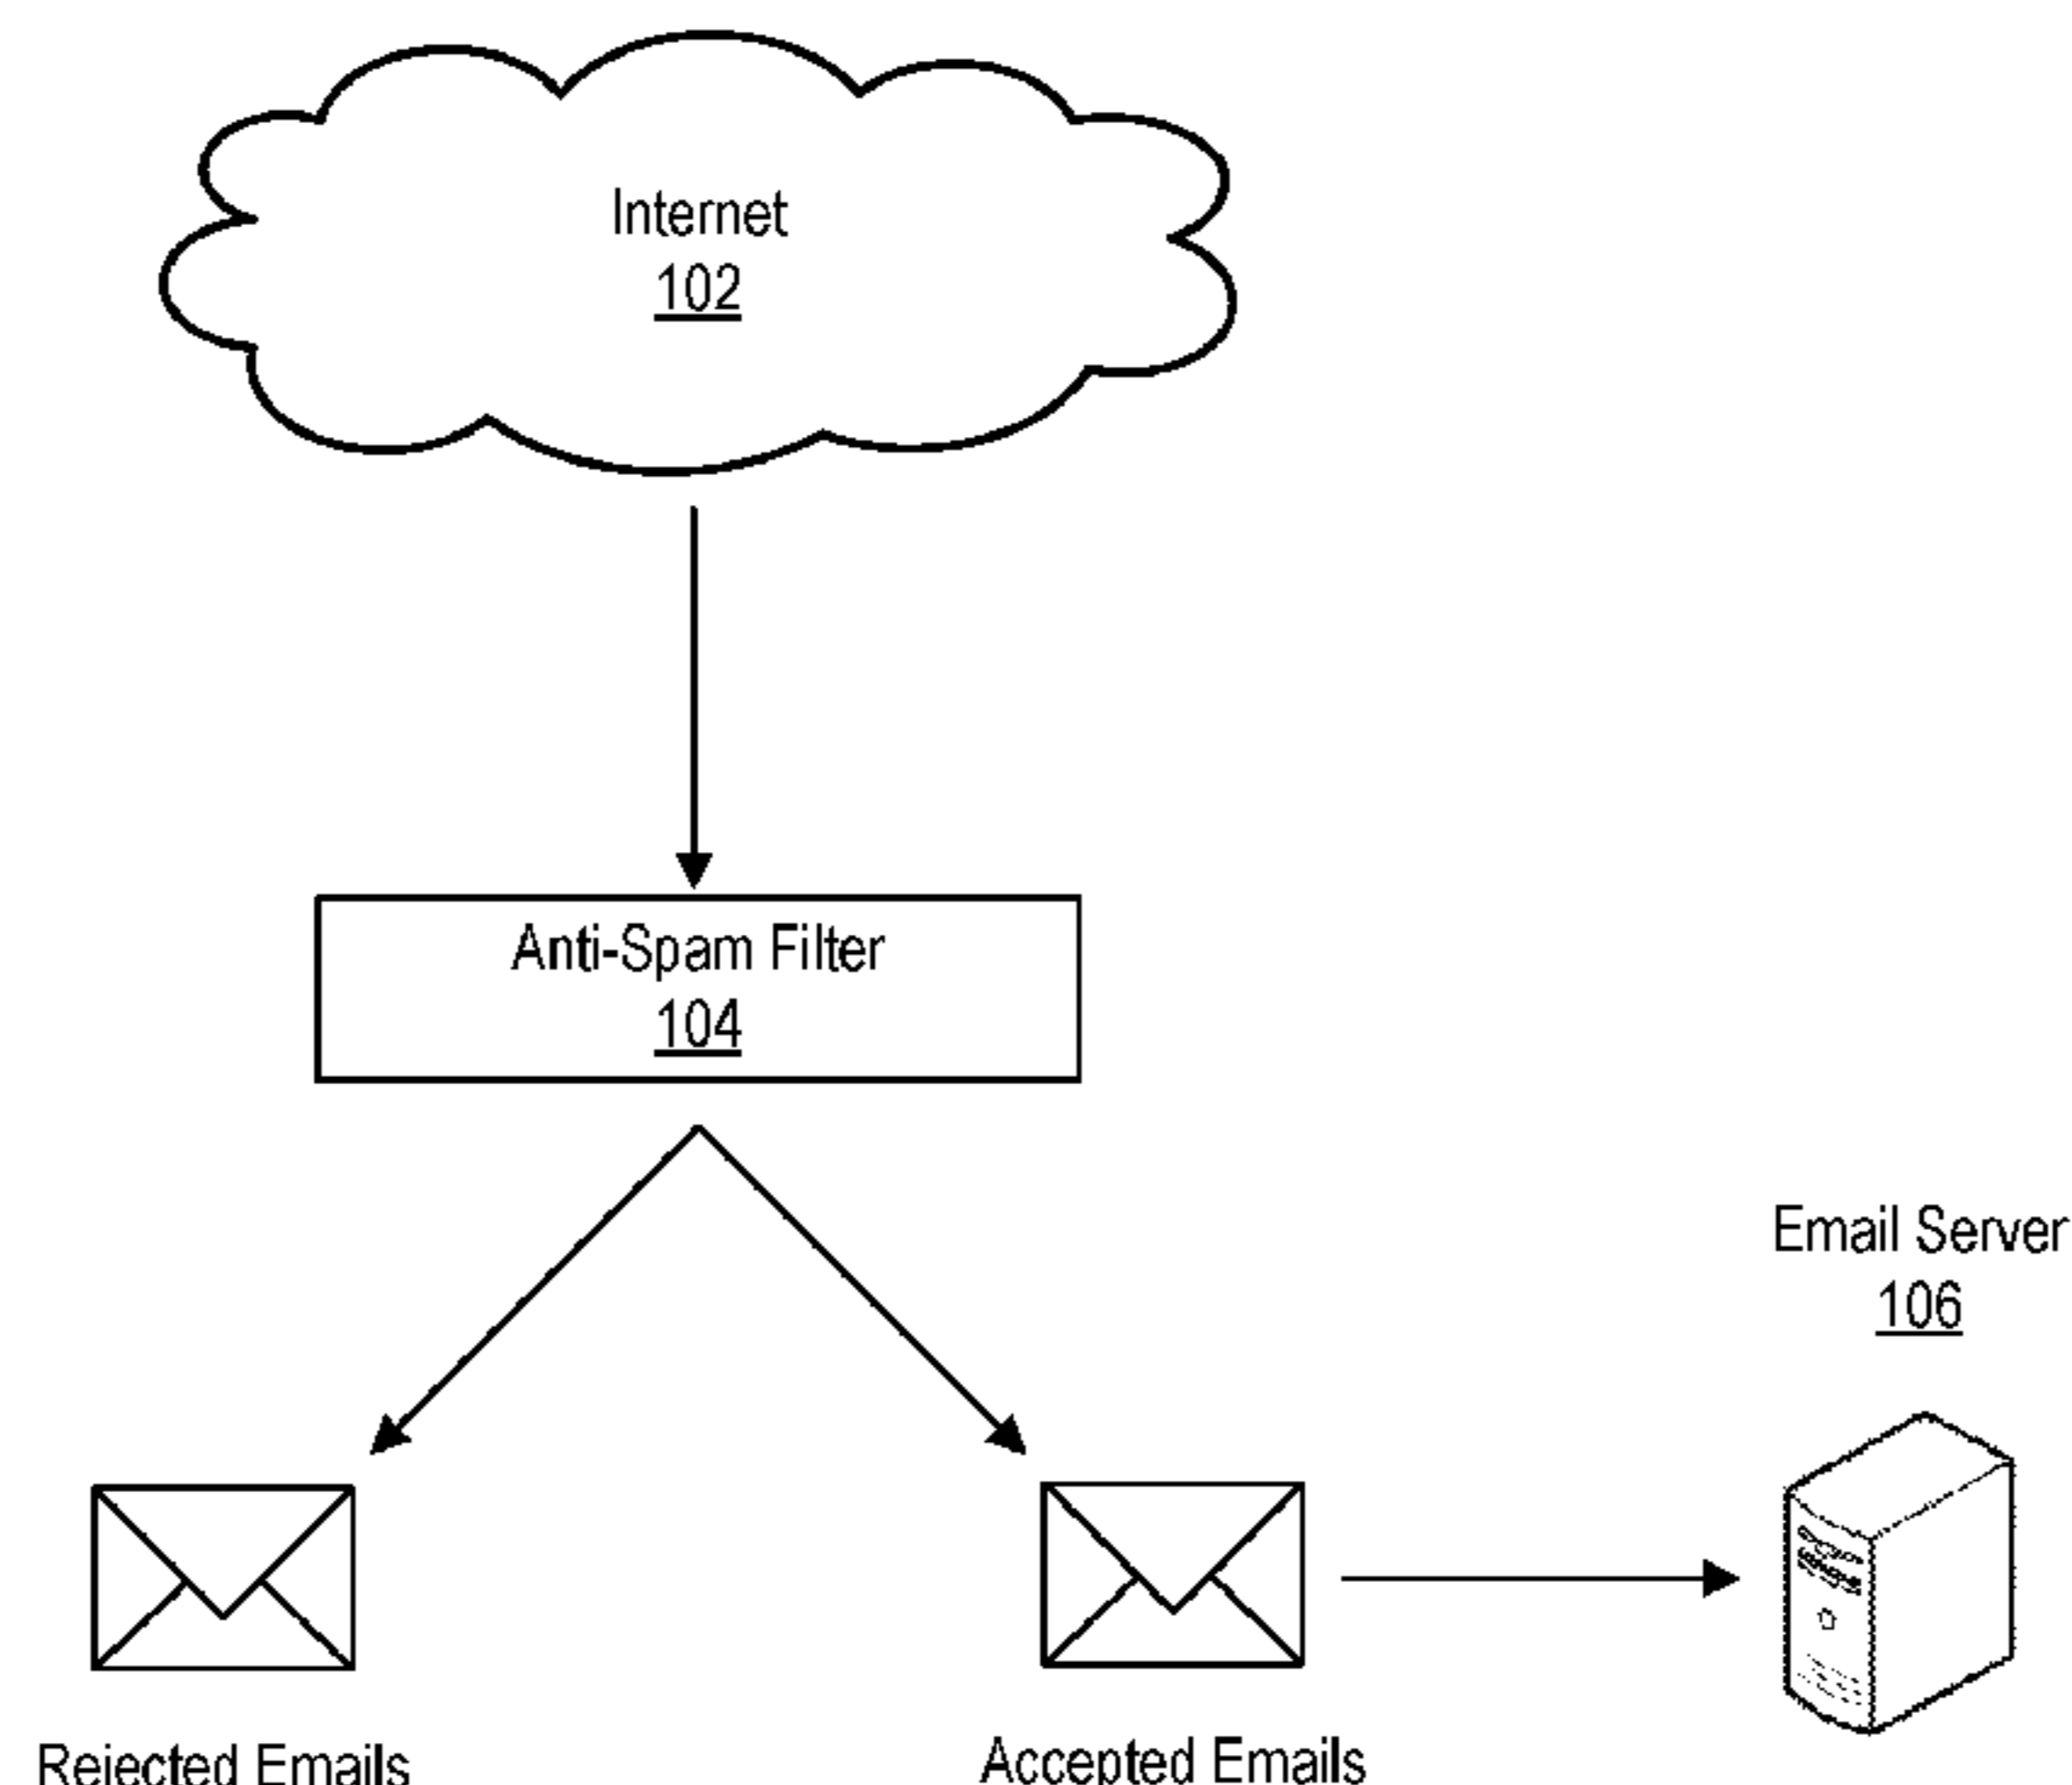 Internet
102
Anti-Spam Filter
104
Email Server
106
Rejected Emails
Accepted Emails